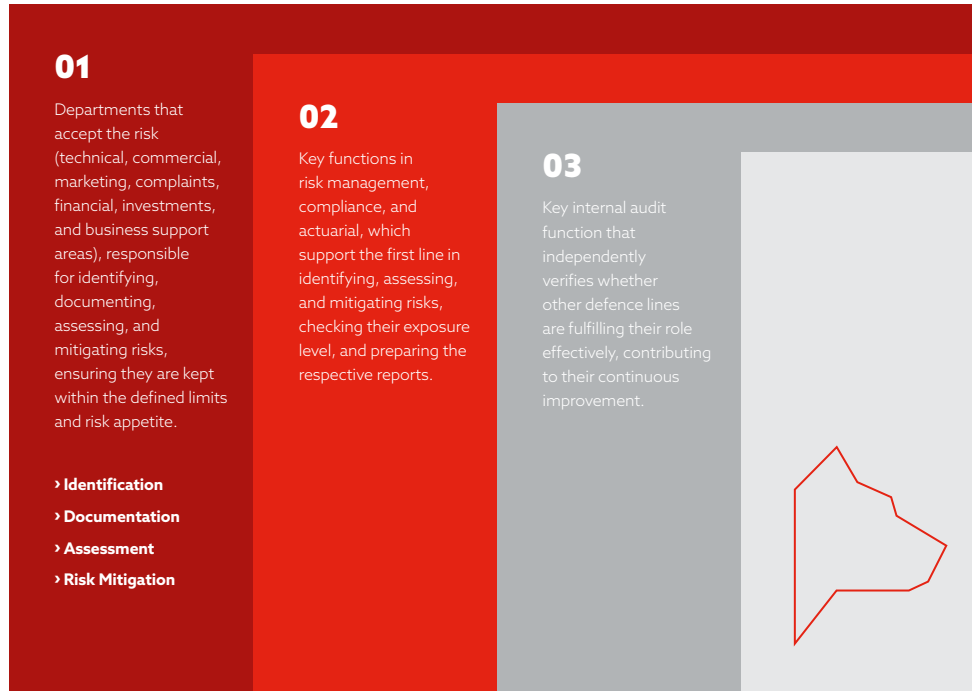 01
Departments that
accept the risk
(technical, commercial,
marketing, complaints,
financial, investments,
and business support
areas), responsible
for identifying,
documenting,
assessing, and
mitigating risks,
ensuring they are kept
within the defined limits
and risk appetite.
› Identification
› Documentation
› Assessment
› Risk Mitigation
02
Key functions in
risk management,
compliance, and
actuarial, which
support the first line in
identifying, assessing,
and mitigating risks,
checking their exposure
level, and preparing the
respective reports.
03
Key internal audit
function that
independently
verifies whether
other defence lines
are fulfilling their role
effectively, contributing
to their continuous
improvement.